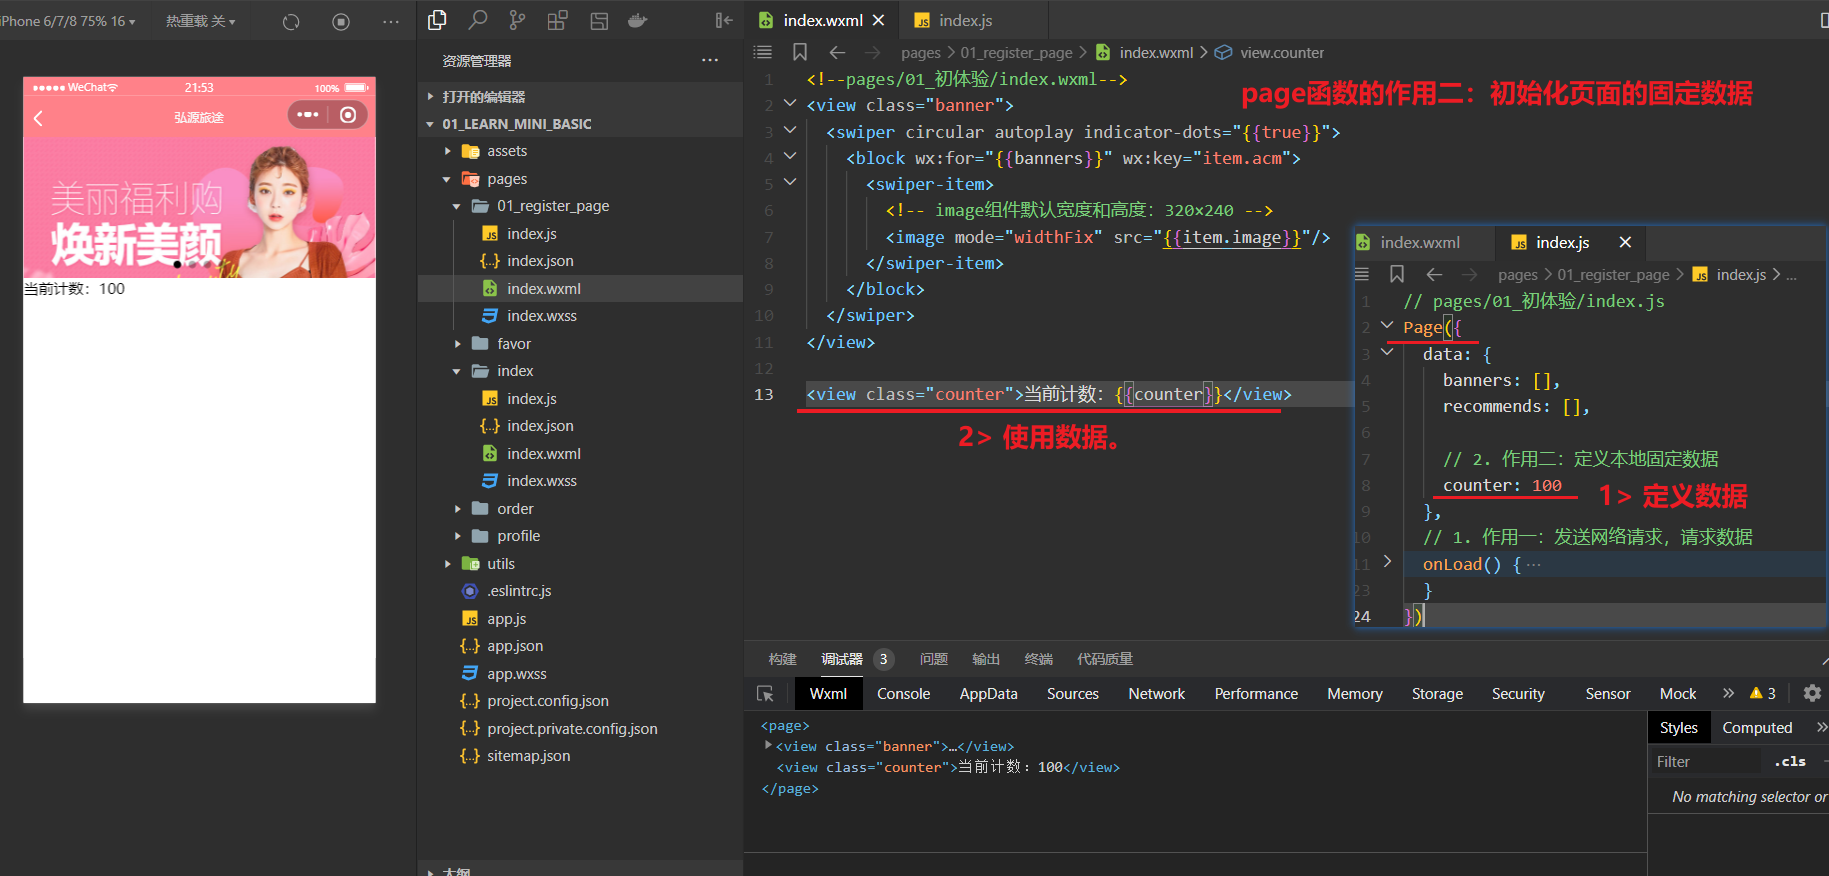 iPhone 6/7/8 75% 16
热重载 关
WeChat
21:53
100%
弘源旅途
美丽福利购
焕新美颜
当前计数：100
资源管理器
打开的编辑器
01_LEARN_MINI_BASIC
assets
pages
01_register_page
index.js
index.json
index.wxml
index.wxss
favor
index
index.js
index.json
index.wxml
index.wxss
order
profile
utils
.eslintrc.js
app.js
app.json
app.wxss
project.config.json
project.private.config.json
sitemap.json
大纲
index.wxml
index.js
pages > 01_register_page > index.wxml > view.counter
page函数的作用二：初始化页面的固定数据
1 <!--pages/01_初体验/index.wxml-->
2 <view class="banner">
3 <swiper circular autoplay indicator-dots="{{true}}">
4 <block wx:for="{{banners}}" wx:key="item.acm">
5 <swiper-item>
6 <!-- image组件默认宽度和高度：320×240 -->
7 <image mode="widthFix" src="{{item.image}}"/>
8 </swiper-item>
9 </block>
10 </swiper>
11 </view>
12
13 <view class="counter">当前计数：{{counter}}</view>
2> 使用数据。
index.wxml
index.js
pages > 01_register_page > index.js > ...
1 // pages/01_初体验/index.js
2 Page({
3 data: {
4 banners: [],
5 recommends: [],
6
7 // 2. 作用二：定义本地固定数据
8 counter: 100
1> 定义数据
9 },
10 // 1. 作用一：发送网络请求，请求数据
11 onLoad() { ···
23 }
24 })
构建 调试器 3 问题 输出 终端 代码质量
Wxml Console AppData Sources Network Performance Memory Storage Security Sensor Mock 3
<page>
<view class="banner">…</view>
<view class="counter">当前计数：100</view>
</page>
Styles Computed
Filter .cls
No matching selector or